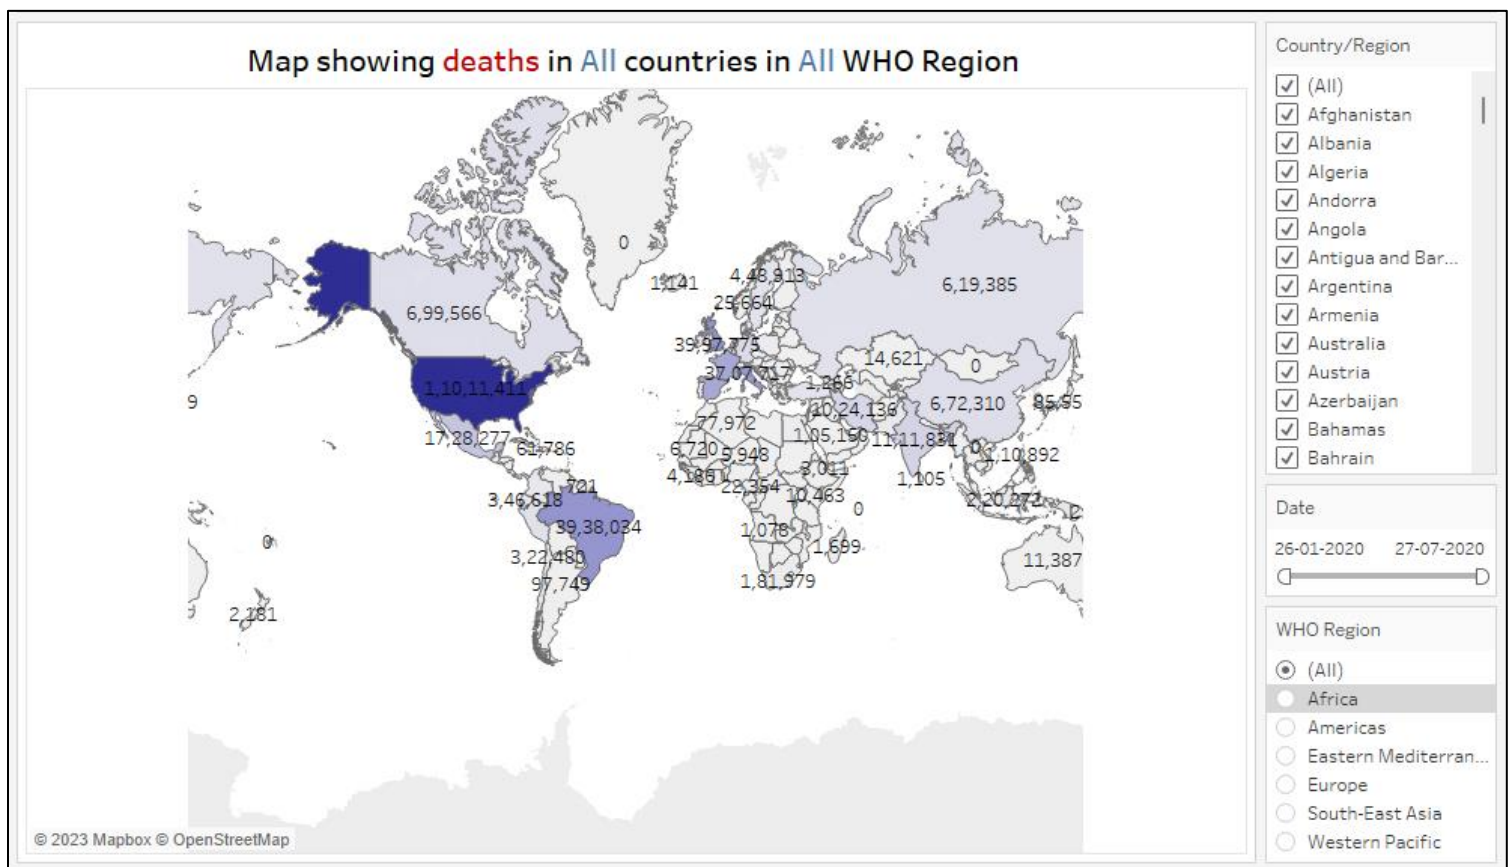 Map showing deaths in All countries in All WHO Region
0
1,141
4,48,913
6,19,385
25,664
6,99,566
39,97,775
14,621
0
37,07,717
1,266
1,10,11,411
9
10,24,136
6,72,310
77,972
17,28,277
61,786
1,05,150
11,11,831
0
6,720
5,948
1,10,892
3,011
1,105
22,354
721
3,46,618
10,463
2,20,272
0
39,38,034
1,078
0
1,699
3,22,480
11,387
97,749
1,81,979
2,181
© 2023 Mapbox © OpenStreetMap
Country/Region
(All)
Afghanistan
Albania
Algeria
Andorra
Angola
Antigua and Bar...
Argentina
Armenia
Australia
Austria
Azerbaijan
Bahamas
Bahrain
Date
26-01-2020 27-07-2020
WHO Region
(All)
Africa
Americas
Eastern Mediterran...
Europe
South-East Asia
Western Pacific